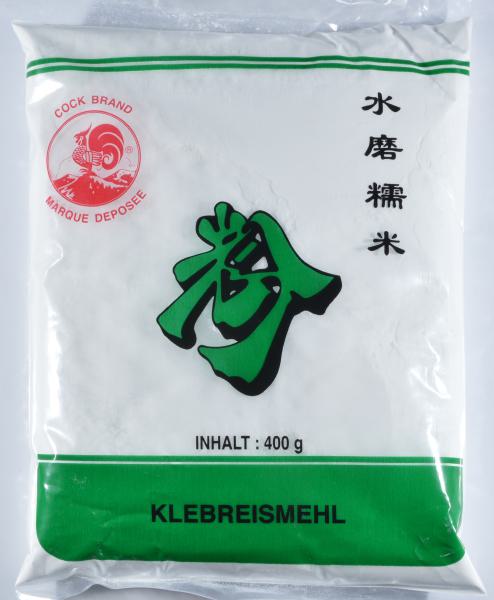 COCK BRAND
®
MARQUE DEPOSEE
水磨糯米
粉
INHALT : 400 g
KLEBREISMEHL